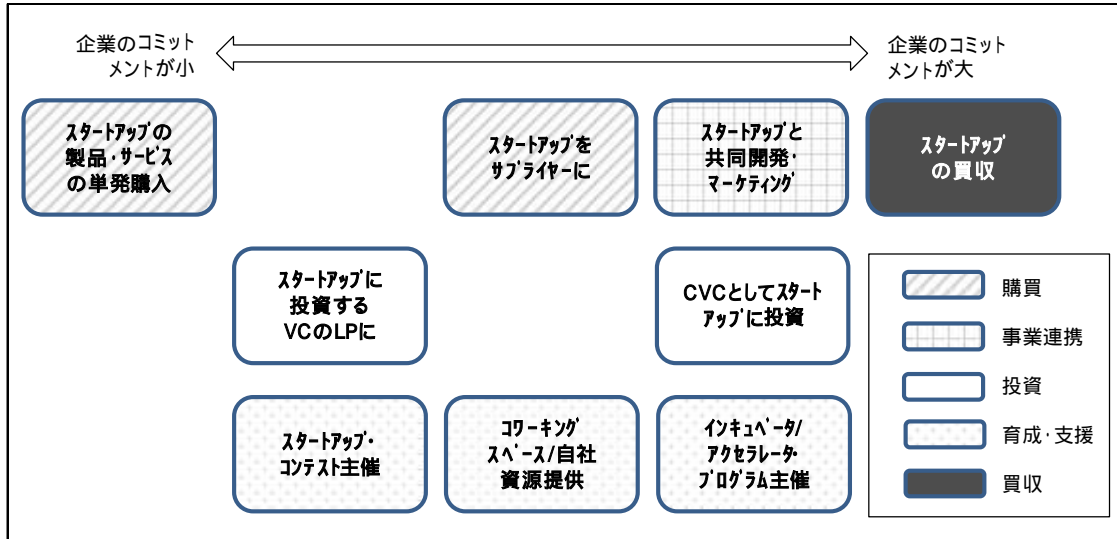 企業のコミット
メントが小
企業のコミット
メントが大
スタートアップの
製品・サービス
の単発購入
スタートアップを
サプライヤーに
スタートアップと
共同開発・
マーケティング
スタートアップ
の買収
スタートアップに
投資する
VCのLPに
CVCとしてスタート
アップに投資
スタートアップ・
コンテスト主催
コワーキング
スペース/自社
資源提供
インキュベータ/
アクセラレータ・
プログラム主催
購買
事業連携
投資
育成・支援
買収